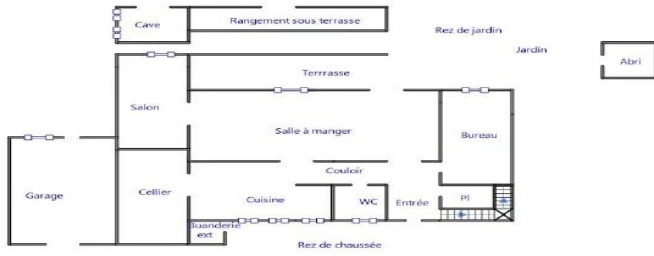 Cave
Rangement sous terrasse
Rez de jardin
Jardin
Abri
Terrrasse
Salon
Salle à manger
Bureau
Couloir
Garage
Cellier
Cuisine
WC
Entrée
Pl
Buanderie
ext
Rez de chaussée